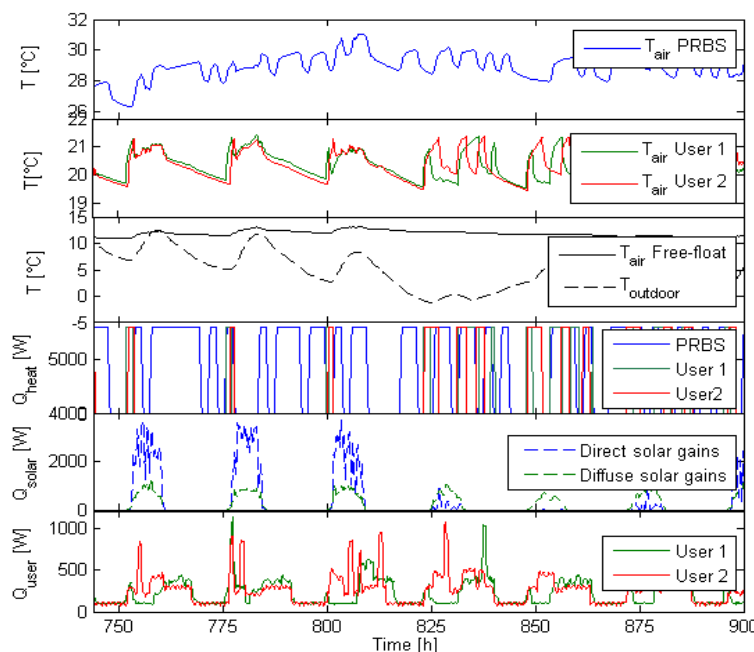 32
30
28
26
T [°C]
T_air PRBS
22
21
20
19
T[°C]
T_air User 1
T_air User 2
15
10
5
0
-5
T [°C]
T_air Free-float
T_outdoor
5000
0
Q_heat [W]
PRBS
User 1
User2
4000
2000
0
Q_solar [W]
Direct solar gains
Diffuse solar gains
1000
500
0
Q_user [W]
User 1
User 2
750 775 800 825 850 875 900
Time [h]